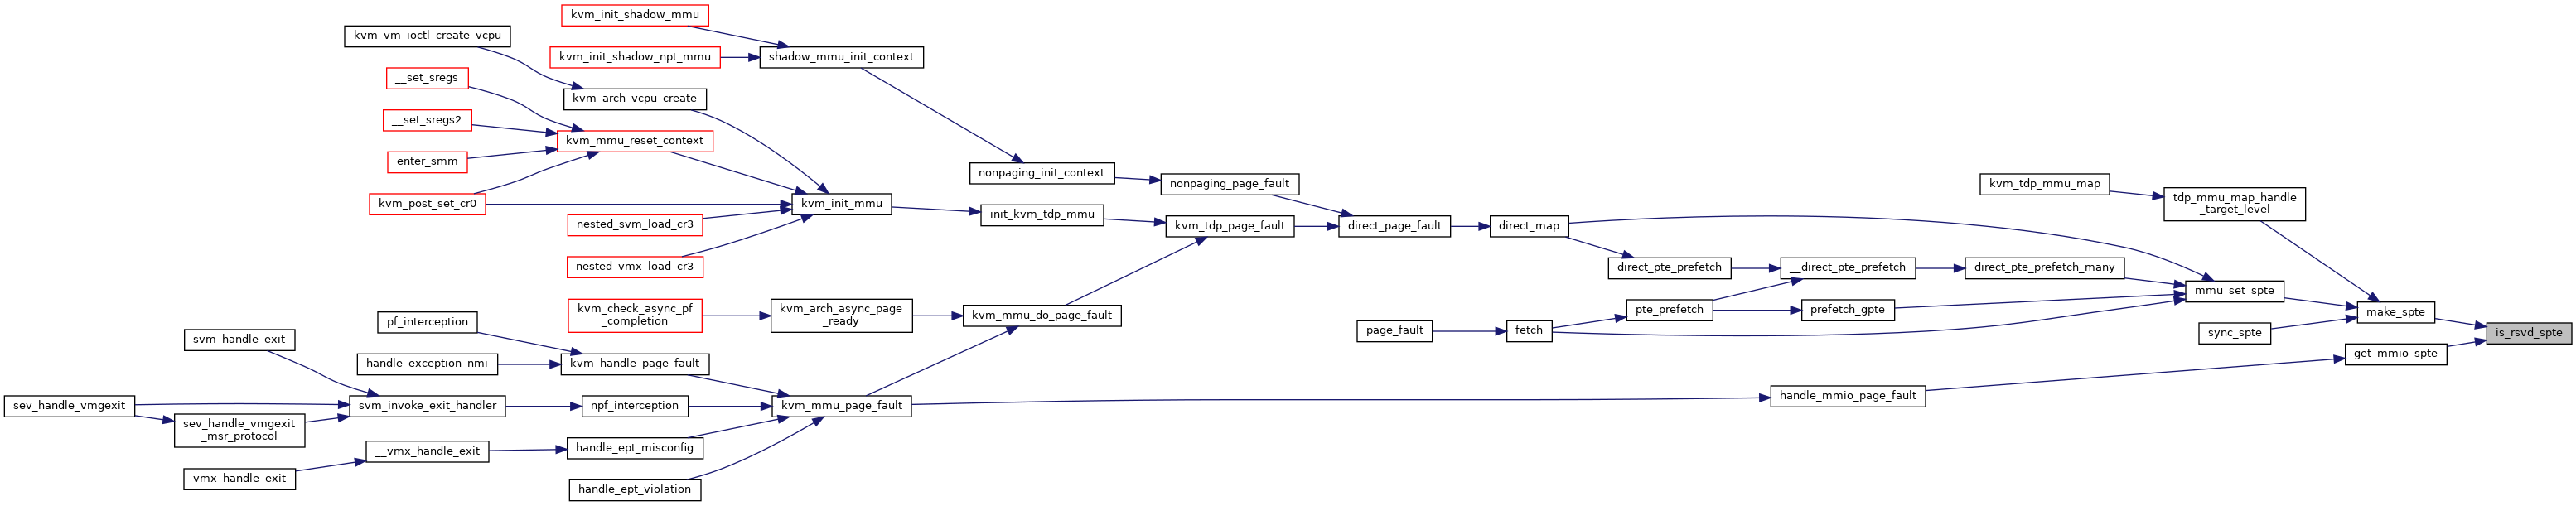 kvm_init_shadow_mmu
kvm_vm_ioctl_create_vcpu
kvm_init_shadow_npt_mmu
shadow_mmu_init_context
__set_sregs
kvm_arch_vcpu_create
__set_sregs2
kvm_mmu_reset_context
enter_smm
nonpaging_init_context
nonpaging_page_fault
kvm_tdp_mmu_map
kvm_post_set_cr0
kvm_init_mmu
tdp_mmu_map_handle
_target_level
init_kvm_tdp_mmu
nested_svm_load_cr3
kvm_tdp_page_fault
direct_page_fault
direct_map
nested_vmx_load_cr3
direct_pte_prefetch
__direct_pte_prefetch
direct_pte_prefetch_many
mmu_set_spte
kvm_check_async_pf
_completion
kvm_arch_async_page
_ready
kvm_mmu_do_page_fault
pte_prefetch
prefetch_gpte
make_spte
pf_interception
page_fault
fetch
sync_spte
is_rsvd_spte
svm_handle_exit
get_mmio_spte
handle_exception_nmi
kvm_handle_page_fault
handle_mmio_page_fault
sev_handle_vmgexit
svm_invoke_exit_handler
npf_interception
kvm_mmu_page_fault
sev_handle_vmgexit
_msr_protocol
__vmx_handle_exit
handle_ept_misconfig
vmx_handle_exit
handle_ept_violation